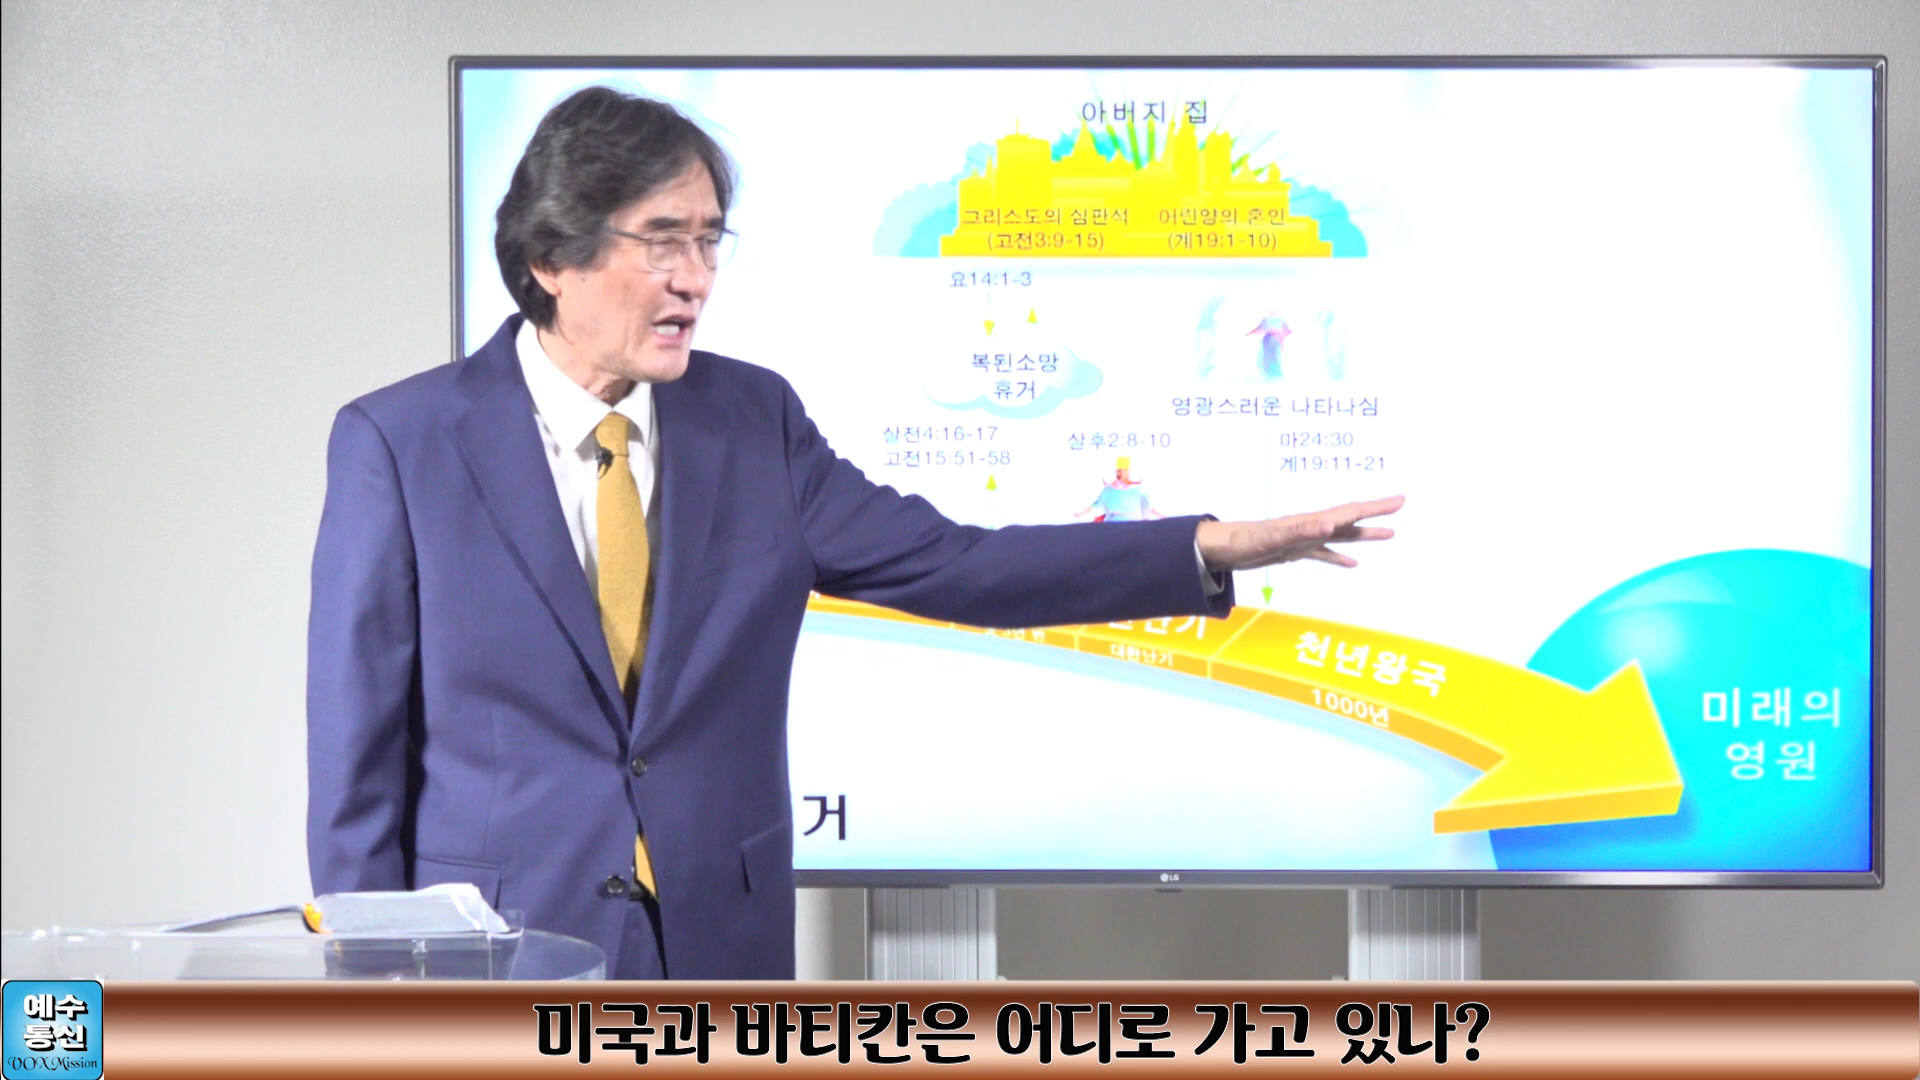 아버지 집
그리스도의 심판석
(고전3:9-15)
어린양의 혼인
(계19:1-10)
요14:1-3
복된소망
휴거
영광스러운 나타나심
살전4:16-17
고전15:51-58
살후2:8-10
마24:30
계19:11-21
대환난기
천년왕국
1000년
미래의
영원
거
LG
예수
통신
VOX Mission
미국과 바티칸은 어디로 가고 있나?